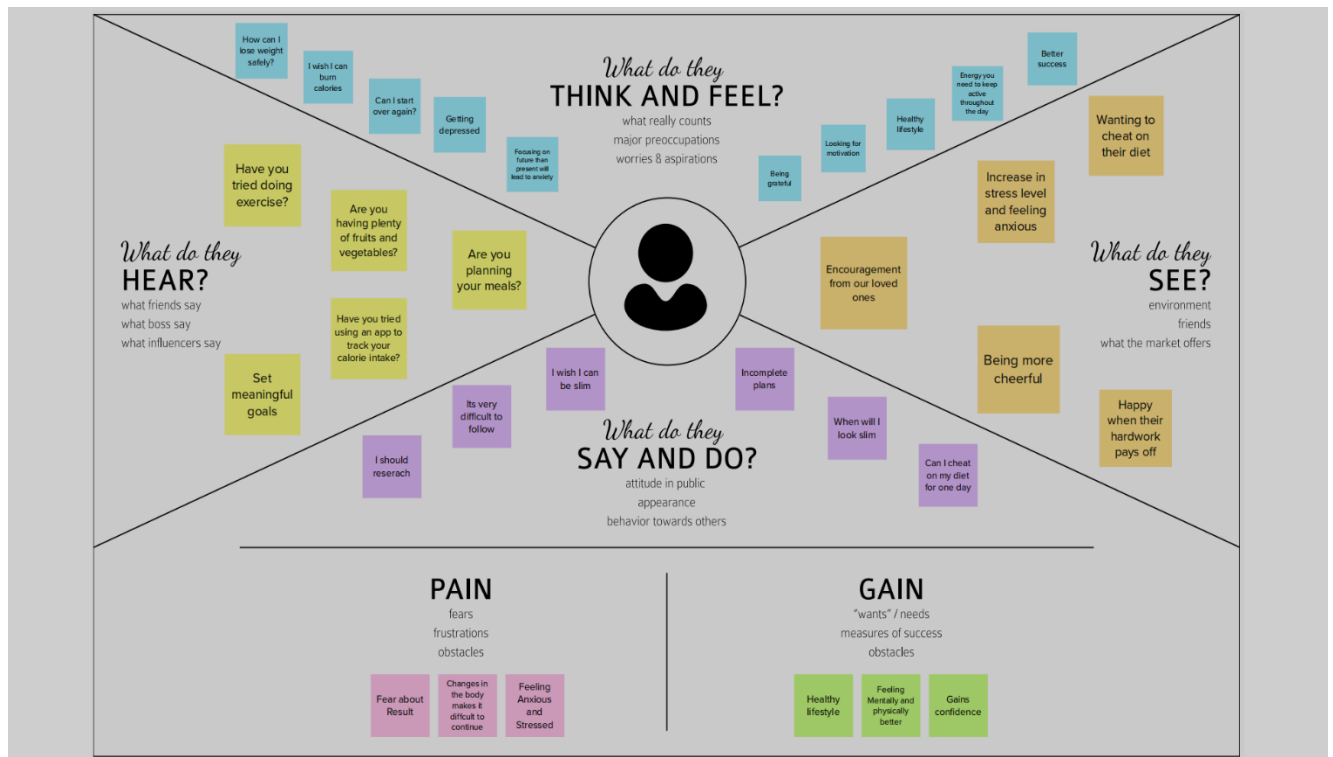 How can I
lose weight
safely?
I wish I can
burn
calories
Can I start
over again?
Getting
depressed
Focusing on
future than
present will
lead to anxiety
What do they
THINK AND FEEL?
what really counts
major preoccupations
worries & aspirations
Being
grateful
Looking for
motivation
Healthy
lifestyle
Energy you
need to keep
active
throughout
the day
Better
success
What do they
HEAR?
what friends say
what boss say
what influencers say
Have you
tried doing
exercise?
Are you
having plenty
of fruits and
vegetables?
Are you
planning
your meals?
Have you tried
using an app to
track your
calorie intake?
Set
meaningful
goals
Wanting to
cheat on
their diet
Increase in
stress level
and feeling
anxious
Encouragement
from our loved
ones
Being more
cheerful
Happy
when their
hardwork
pays off
What do they
SEE?
environment
friends
what the market offers
I wish I can
be slim
Its very
difficult to
follow
I should
reserach
What do they
SAY AND DO?
attitude in public
appearance
behavior towards others
Incomplete
plans
When will I
look slim
Can I cheat
on my diet
for one day
PAIN
fears
frustrations
obstacles
Fear about
Result
Changes in
the body
makes it
diffcult to
continue
Feeling
Anxious
and
Stressed
GAIN
"wants" / needs
measures of success
obstacles
Healthy
lifestyle
Feeling
Mentally and
physically
better
Gains
confidence